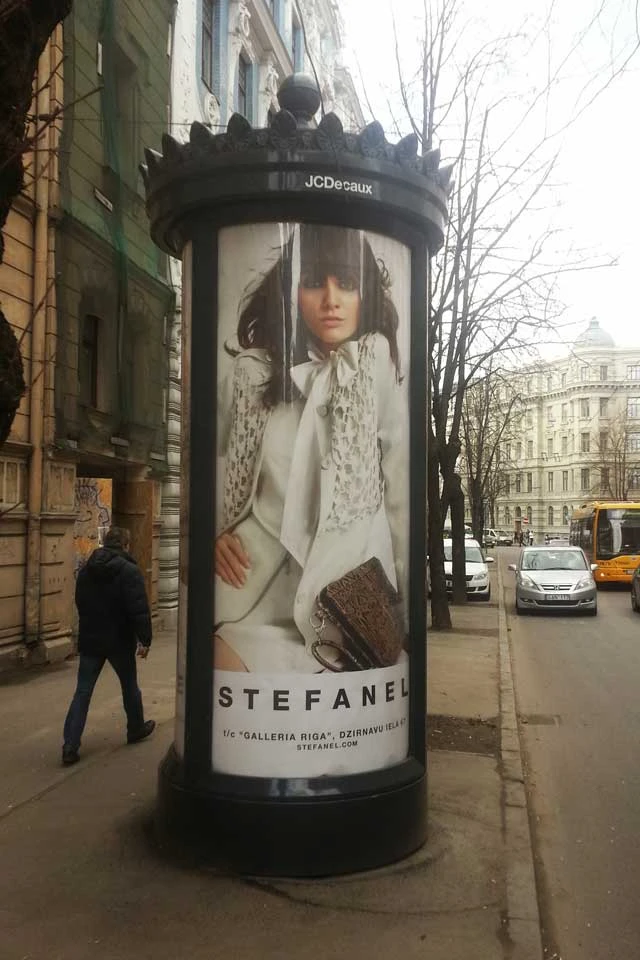 JCDecaux
STEFANEL
t/c "GALLERIA RIGA", DZIRNAVU IELA 67
STEFANEL.COM